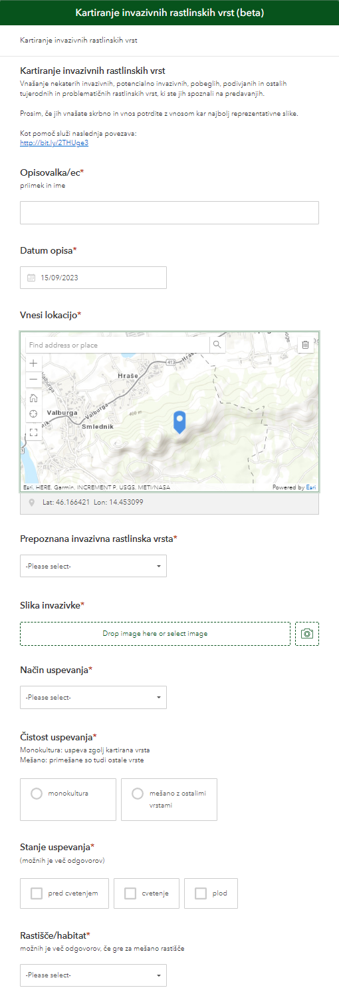 Kartiranje invazivnih rastlinskih vrst (beta)
Kartiranje invazivnih rastlinskih vrst
Kartiranje invazivnih rastlinskih vrst
Vnašanje nekaterih invazivnih, potencialno invazivnih, pobeglih, podivjanih in ostalih
tujerodnih in problematičnih rastlinskih vrst, ki ste jih spoznali na predavanjih.
Prosim, če jih vnašate skrbno in vnos potrdite z vnosom kar najbolj reprezentativne slike.
Kot pomoč služi naslednja povezava:
http://bit.ly/2THUge3
Opisovalka/ec*
priimek in ime
Datum opisa*
15/09/2023
Vnesi lokacijo*
Find address or place
413
Hraše
Valburga
Valburga
Valburga
Smlednik
400 m
Esri, HERE, Garmin, INCREMENT P, USGS, METI/NASA
Powered by Esri
Lat: 46.166421 Lon: 14.453099
Prepoznana invazivna rastlinska vrsta*
-Please select-
Slika invazivke*
Drop image here or select image
Način uspevanja*
-Please select-
Čistost uspevanja*
Monokultura: uspeva zgolj kartirana vrsta
Mešano: primešane so tudi ostale vrste
monokultura
mešano z ostalimi
vrstami
Stanje uspevanja*
(možnih je več odgovorov)
pred cvetenjem
cvetenje
plod
Rastišče/habitat*
možnih je več odgovorov, če gre za mešano rastišče
-Please select-